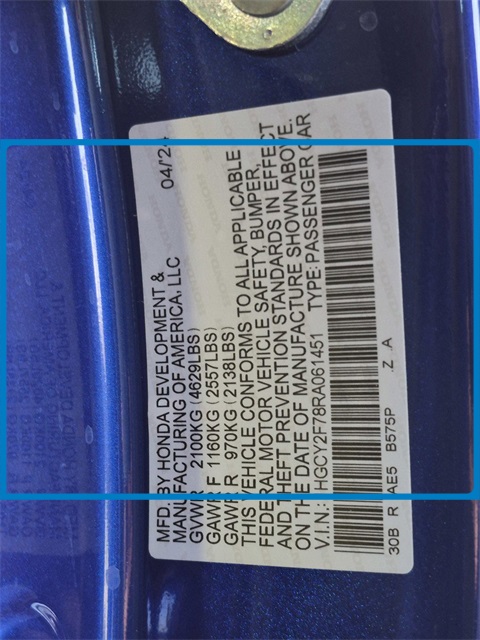 MFD. BY HONDA DEVELOPMENT &
MANUFACTURING OF AMERICA, LLC 04/24
GVWR 2100KG (4629LBS)
GAWR F 1160KG (2557LBS)
GAWR R 970KG (2138LBS)
THIS VEHICLE CONFORMS TO ALL APPLICABLE
FEDERAL MOTOR VEHICLE SAFETY, BUMPER,
AND THEFT PREVENTION STANDARDS IN EFFECT
ON THE DATE OF MANUFACTURE SHOWN ABOVE.
V.I.N.: 1HGCY2F78RA061451 TYPE: PASSENGER CAR
30B R AE5 B575P .Z .A